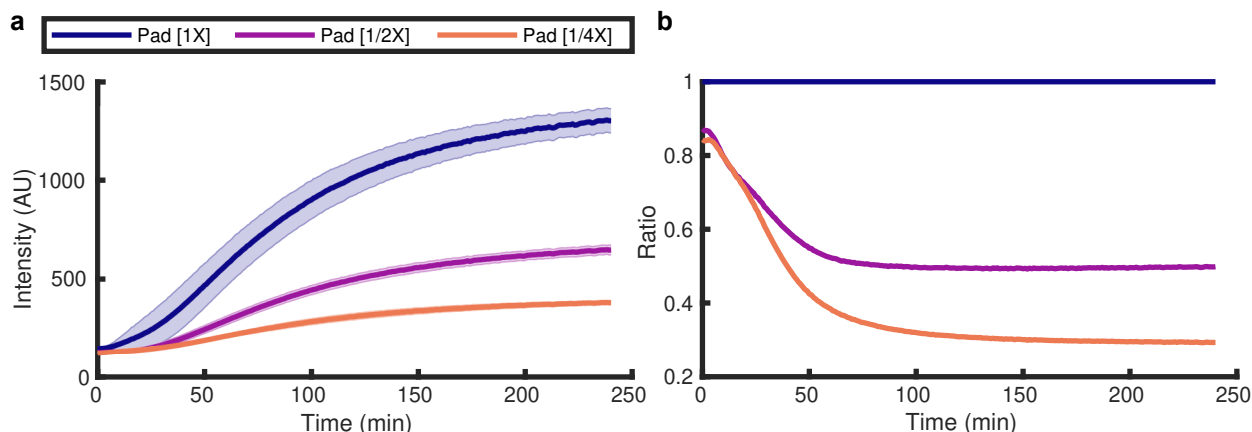 a
Pad [1X] Pad [1/2X] Pad [1/4X]
1500
1000
500
0
Intensity (AU)
0 50 100 150 200 250
Time (min)
b
1
0.8
0.6
0.4
0.2
Ratio
0 50 100 150 200 250
Time (min)